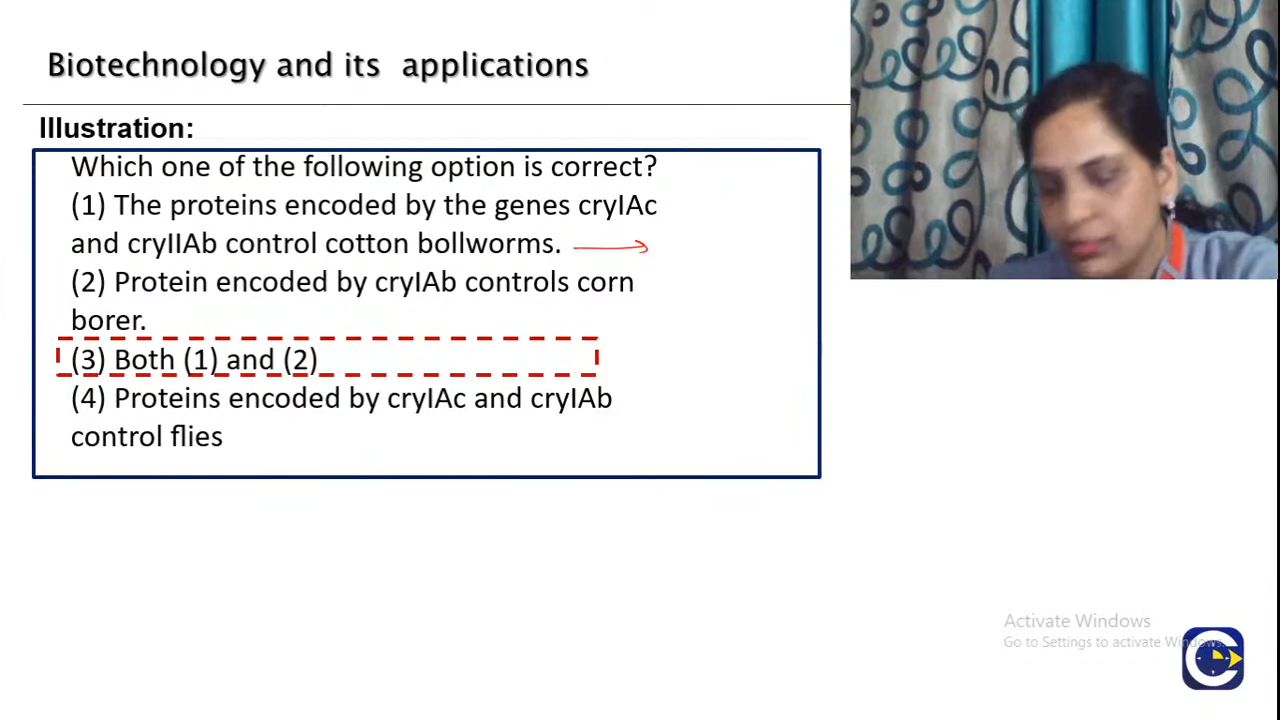 Biotechnology and its applications
Illustration:
Which one of the following option is correct?
(1) The proteins encoded by the genes cryIAc
and cryIIAb control cotton bollworms.
(2) Protein encoded by cryIAb controls corn
borer.
(3) Both (1) and (2)
(4) Proteins encoded by cryIAc and cryIAb
control flies
Activate Windows
Go to Settings to activate Windows.